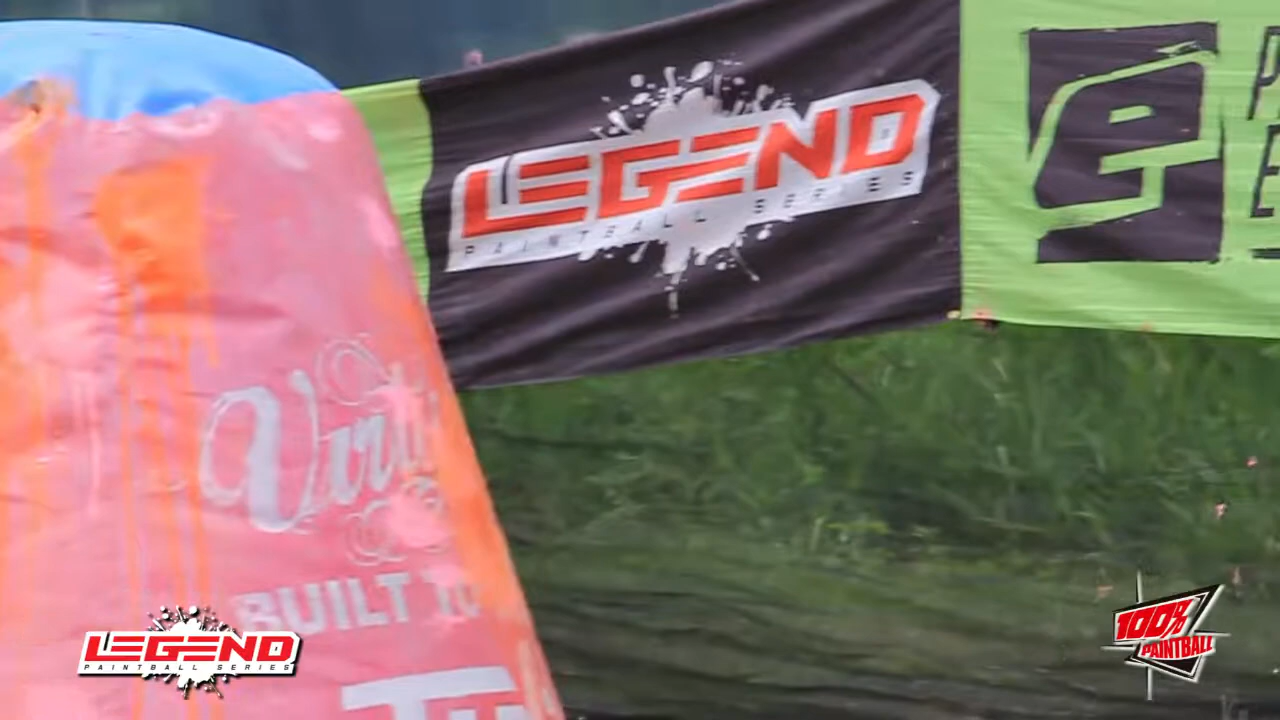 LEGEND
PAINTBALL SERIES
BUILT TO
LEGEND
PAINTBALL SERIES
100%
PAINTBALL